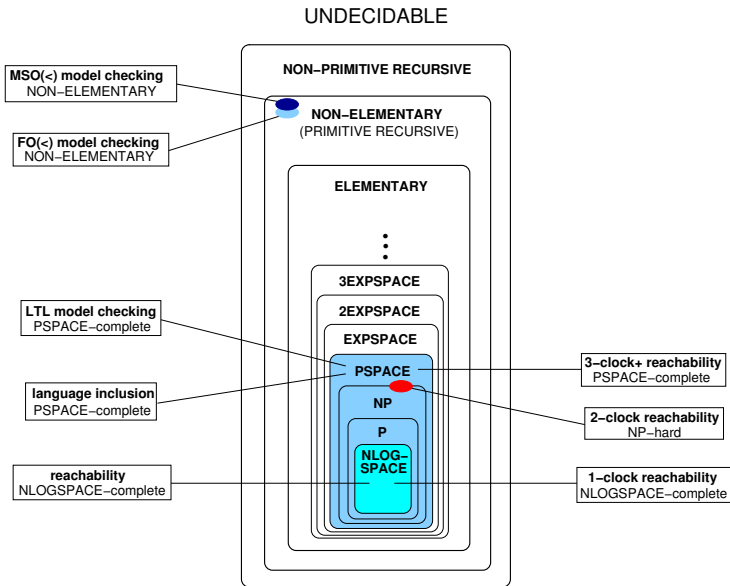 UNDECIDABLE
NON−PRIMITIVE RECURSIVE
MSO(<) model checking
NON−ELEMENTARY
FO(<) model checking
NON−ELEMENTARY
NON−ELEMENTARY
(PRIMITIVE RECURSIVE)
ELEMENTARY
3EXPSPACE
2EXPSPACE
EXPSPACE
PSPACE
NP
P
NLOG−
SPACE
LTL model checking
PSPACE−complete
language inclusion
PSPACE−complete
reachability
NLOGSPACE−complete
3−clock+ reachability
PSPACE−complete
2−clock reachability
NP−hard
1−clock reachability
NLOGSPACE−complete